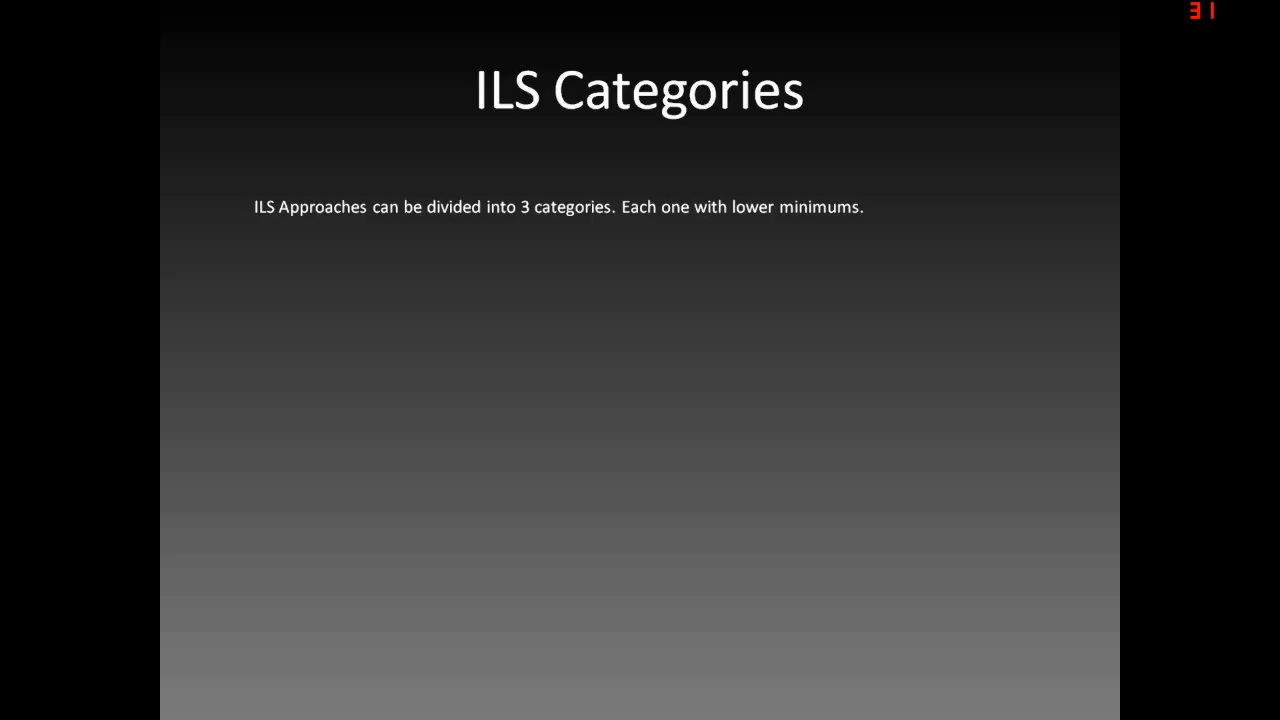 31
ILS Categories
ILS Approaches can be divided into 3 categories. Each one with lower minimums.